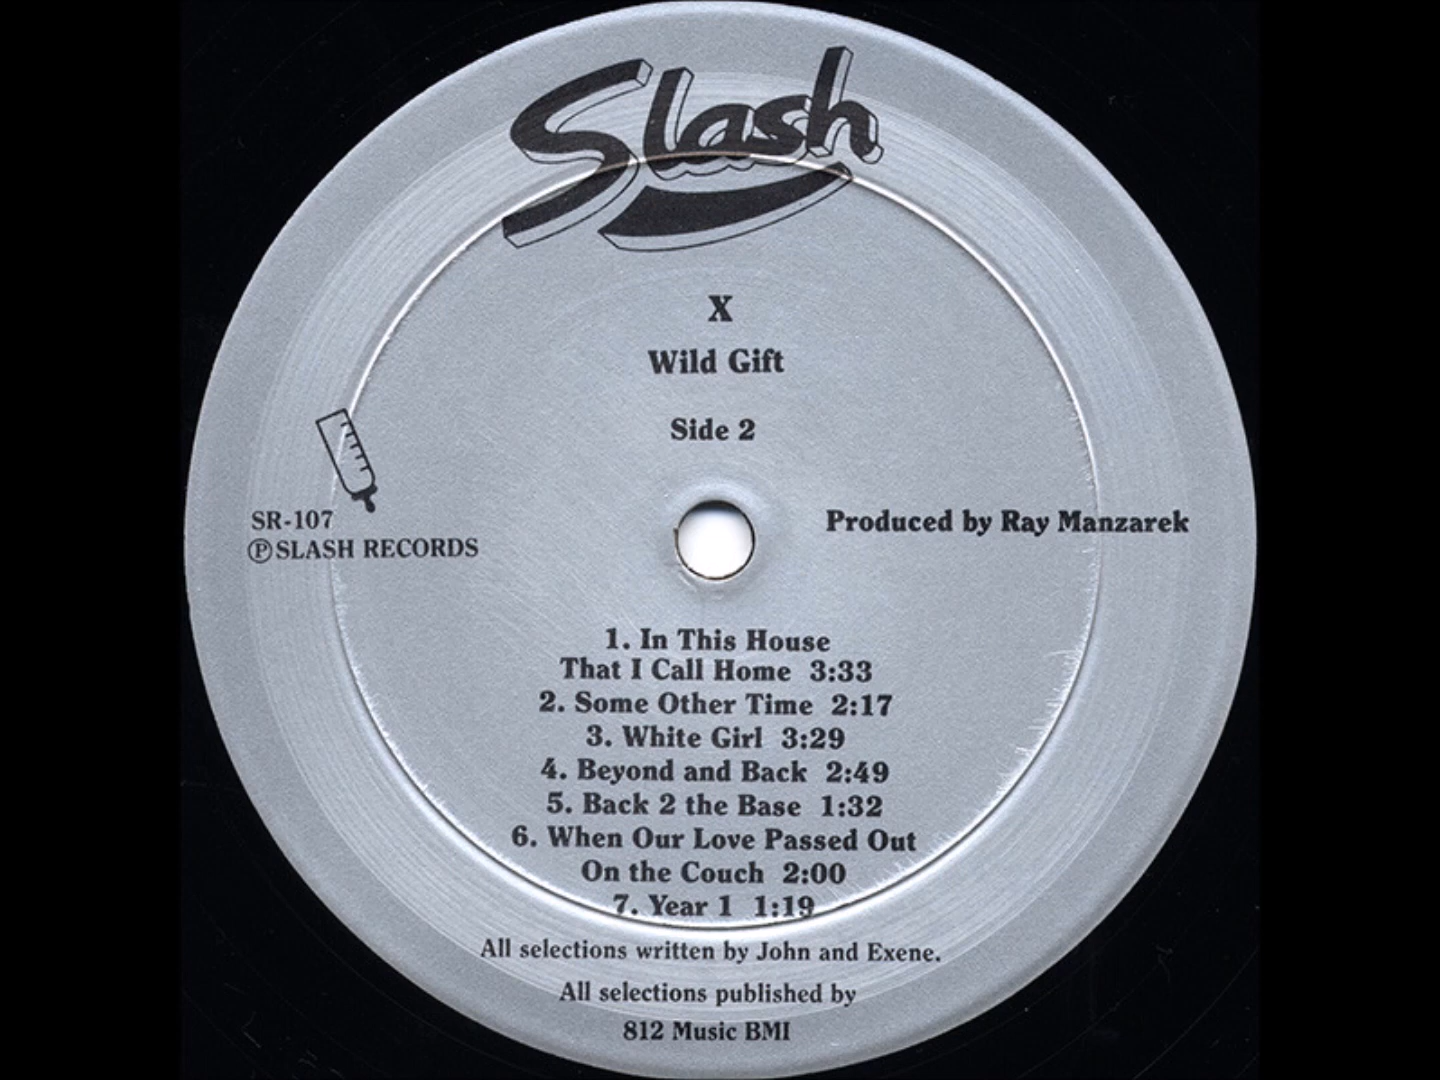 Slash
X
Wild Gift
Side 2
SR-107
Ⓟ SLASH RECORDS
Produced by Ray Manzarek
1. In This House
That I Call Home 3:33
2. Some Other Time 2:17
3. White Girl 3:29
4. Beyond and Back 2:49
5. Back 2 the Base 1:32
6. When Our Love Passed Out
On the Couch 2:00
7. Year 1 1:19
All selections written by John and Exene.
All selections published by
812 Music BMI